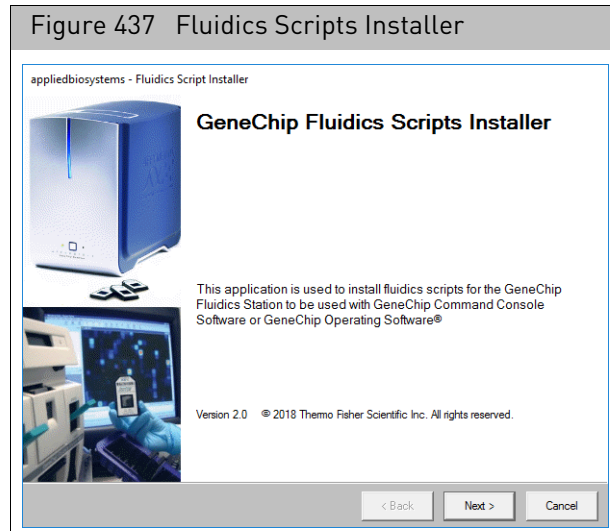 Figure 437 Fluidics Scripts Installer
appliedbiosystems - Fluidics Script Installer
GeneChip Fluidics Scripts Installer
This application is used to install fluidics scripts for the GeneChip
Fluidics Station to be used with GeneChip Command Console
Software or GeneChip Operating Software®
Version 2.0 © 2018 Thermo Fisher Scientific Inc. All rights reserved.
< Back Next > Cancel